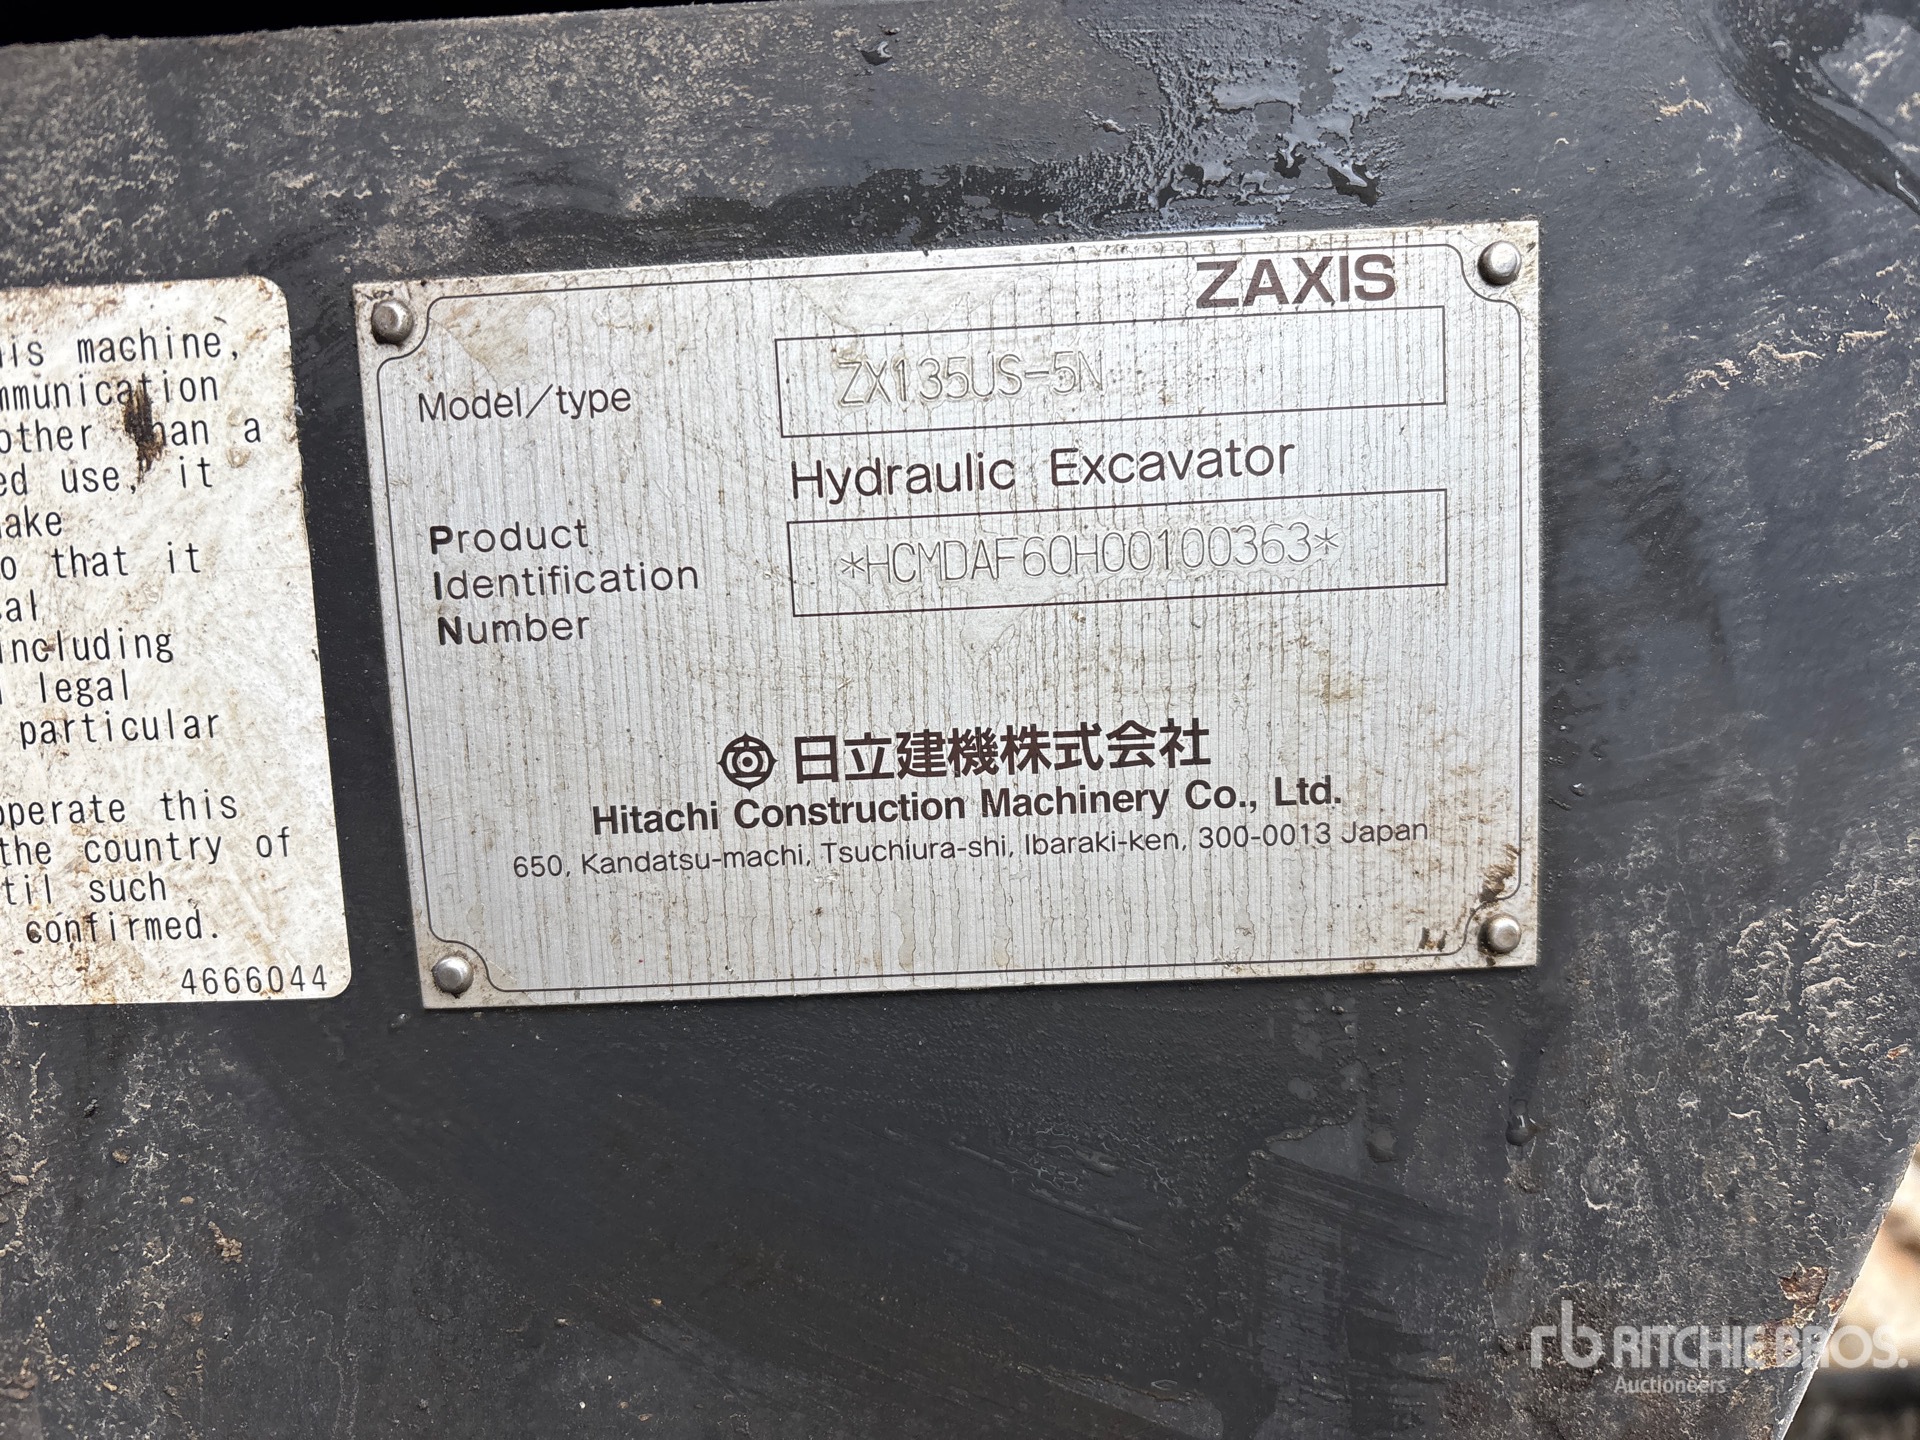 is machine,
mmunication
other than a
ed use, it
make
o that it
sal
including
legal
particular
operate this
the country of
til such
confirmed.
4666044
ZAXIS
Model/type
ZX135US-5N
Hydraulic Excavator
Product
Identification
Number
*HCMDAF60H00100363*
日立建機株式会社
Hitachi Construction Machinery Co., Ltd.
650, Kandatsu-machi, Tsuchiura-shi, Ibaraki-ken, 300-0013 Japan
rb RITCHIE BROS.
Auctioneers